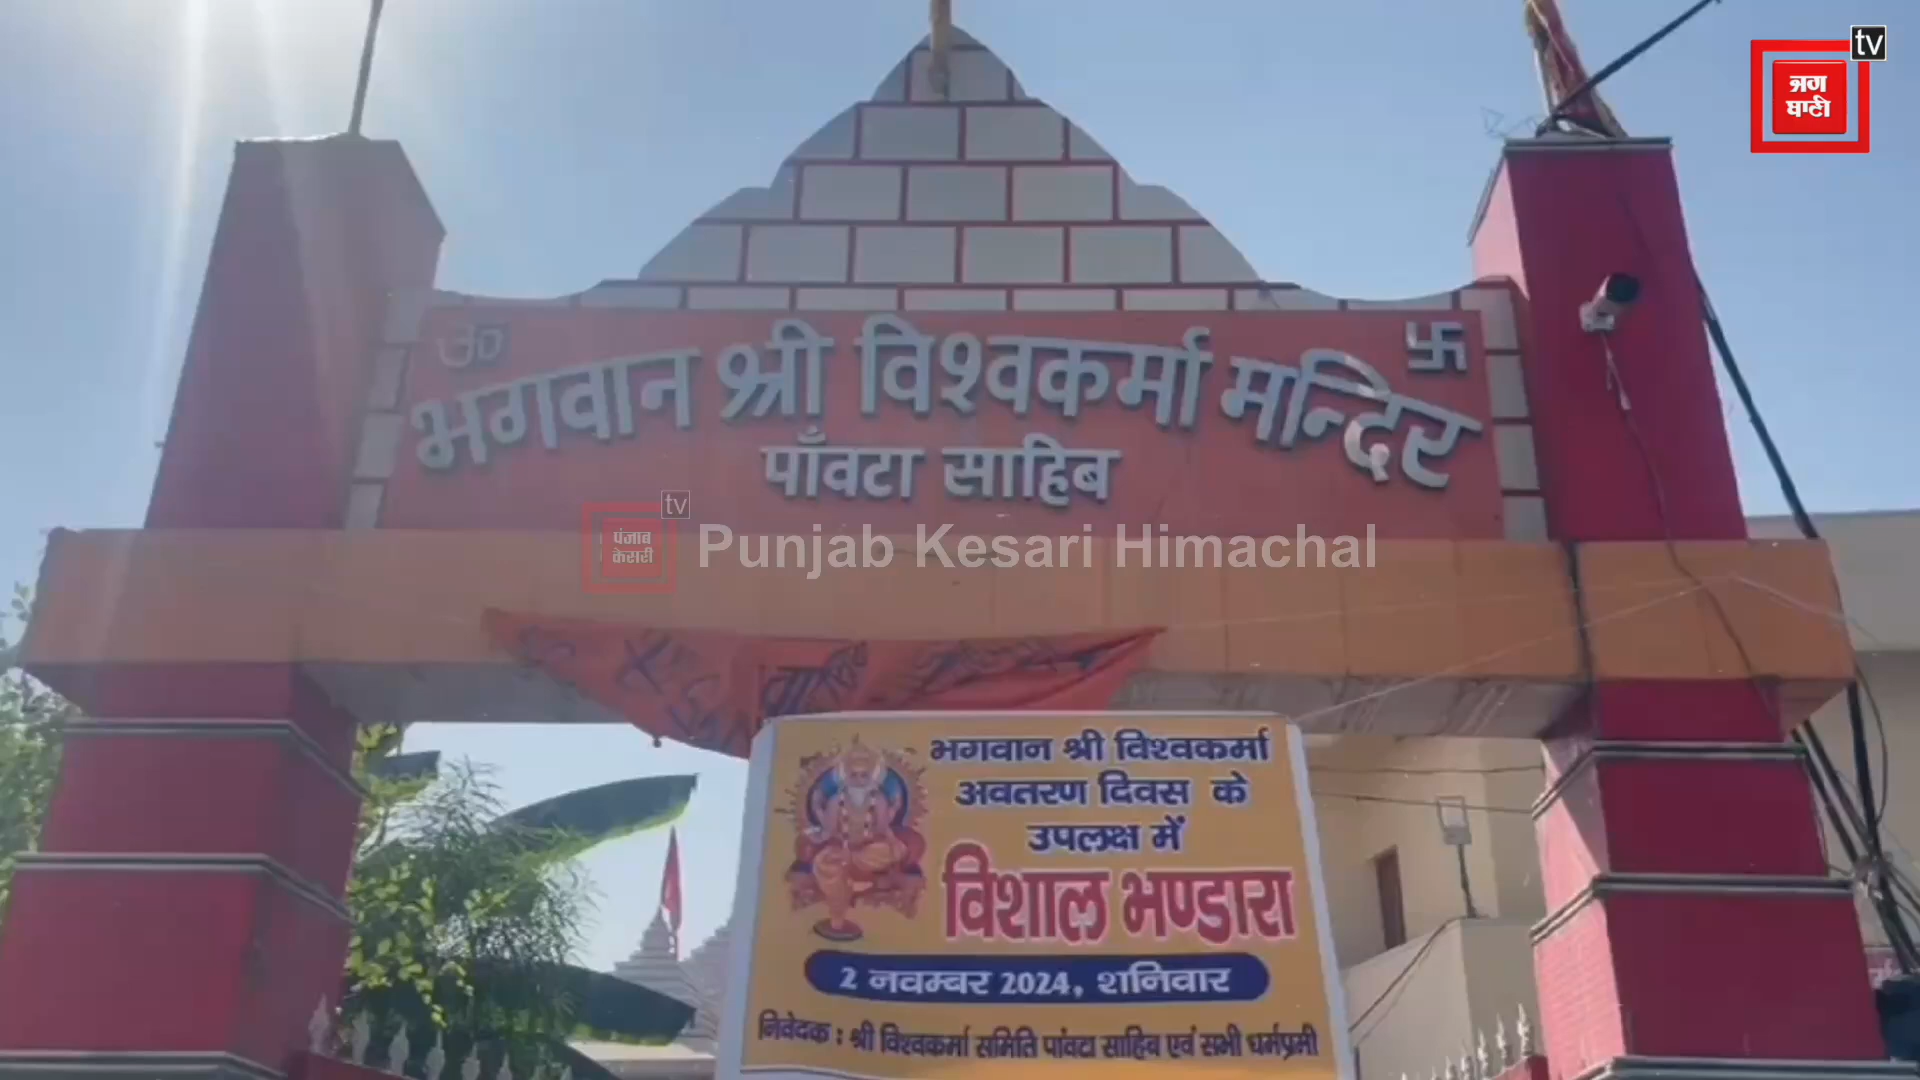 tv
जग
बाणी
ॐ
भगवान श्री विश्वकर्मा मन्दिर
पाँवटा साहिब
tv
पंजाब
केसरी
Punjab Kesari Himachal
भगवान श्री विश्वकर्मा
अवतरण दिवस के
उपलक्ष में
विशाल भण्डारा
2 नवम्बर 2024, शनिवार
निवेदक : श्री विश्वकर्मा समिति पांवटा साहिब एवं सभी धर्मप्रमी